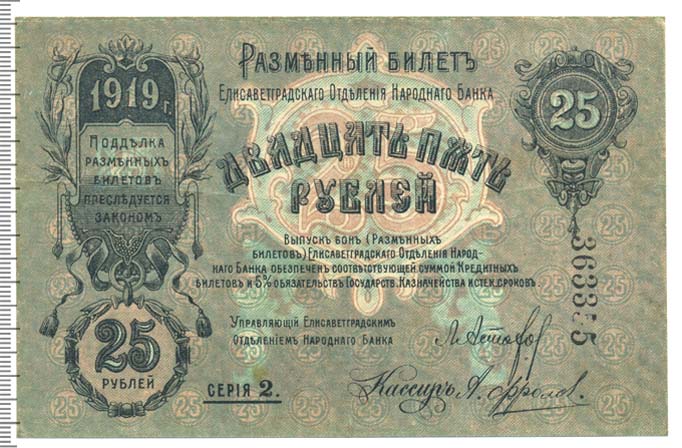 Размѣнный Билетъ
Елисаветградскаго Отдѣленія Народнаго Банка
1919 г.
Поддѣлка
размѣнныхъ
билетовъ
преслѣдуется
закономъ
25
Двадцать пять
рублей
Выпускъ бонъ (Размѣнныхъ
билетовъ) Елисаветградскаго Отдѣленія Народ-
наго Банка обезпеченъ соотвѣтствующей суммой Кредитныхъ
билетовъ и 5% обязательствъ Государств. Казначейства истек. сроковъ.
Управляющій Елисаветградскимъ
Отдѣленіемъ Народнаго Банка
25
рублей
Серія 2.
Кассиръ А. Фролов.